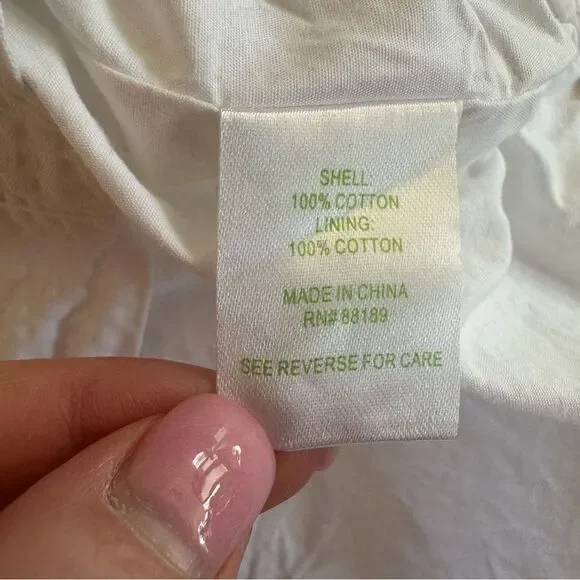 SHELL:
100% COTTON
LINING:
100% COTTON
MADE IN CHINA
RN# 88189
SEE REVERSE FOR CARE